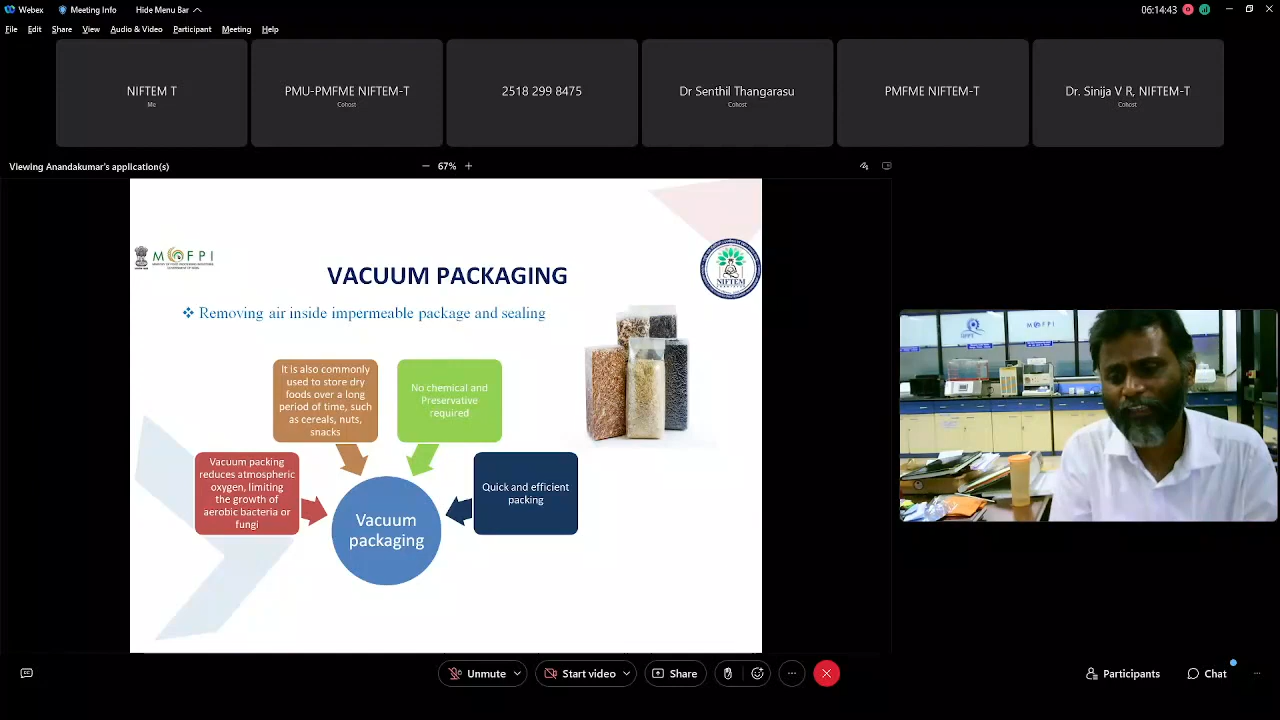 Webex
Meeting Info
Hide Menu Bar
06:14:43
File Edit Share View Audio & Video Participant Meeting Help
NIFTEM T
Me
PMU-PMFME NIFTEM-T
Cohost
2518 299 8475
Dr Senthil Thangarasu
Cohost
PMFME NIFTEM-T
Dr. Sinija V R, NIFTEM-T
Cohost
Viewing Anandakumar's application(s)
− 67% +
MOFPI
NIFTEM
VACUUM PACKAGING
❖ Removing air inside impermeable package and sealing
It is also commonly
used to store dry
foods over a long
period of time, such
as cereals, nuts,
snacks
No chemical and
Preservative
required
Vacuum packing
reduces atmospheric
oxygen, limiting
the growth of
aerobic bacteria or
fungi
Quick and efficient
packing
Vacuum
packaging
MOFPI
Unmute
Start video
Share
Participants
Chat